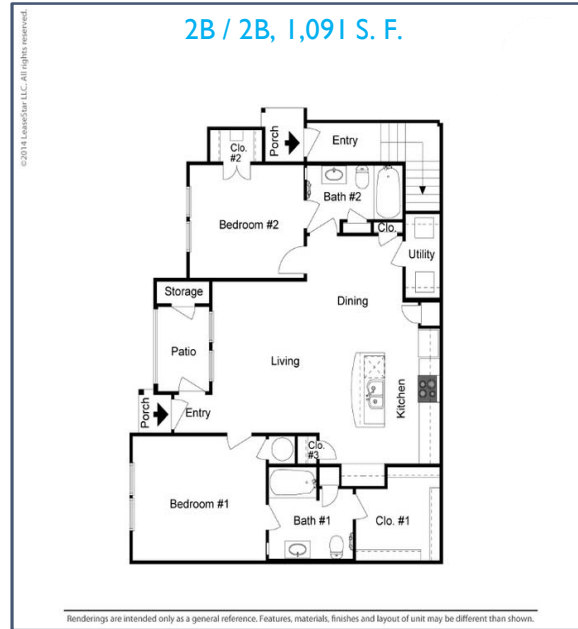 2B / 2B, 1,091 S. F.
©2014 LeaseStar LLC. All rights reserved.
Porch
Entry
Clo.
#2
Bath #2
Bedroom #2
Clo.
Utility
Storage
Dining
Patio
Living
Kitchen
Porch
Entry
Clo.
#3
Bedroom #1
Bath #1
Clo. #1
Renderings are intended only as a general reference. Features, materials, finishes and layout of unit may be different than shown.